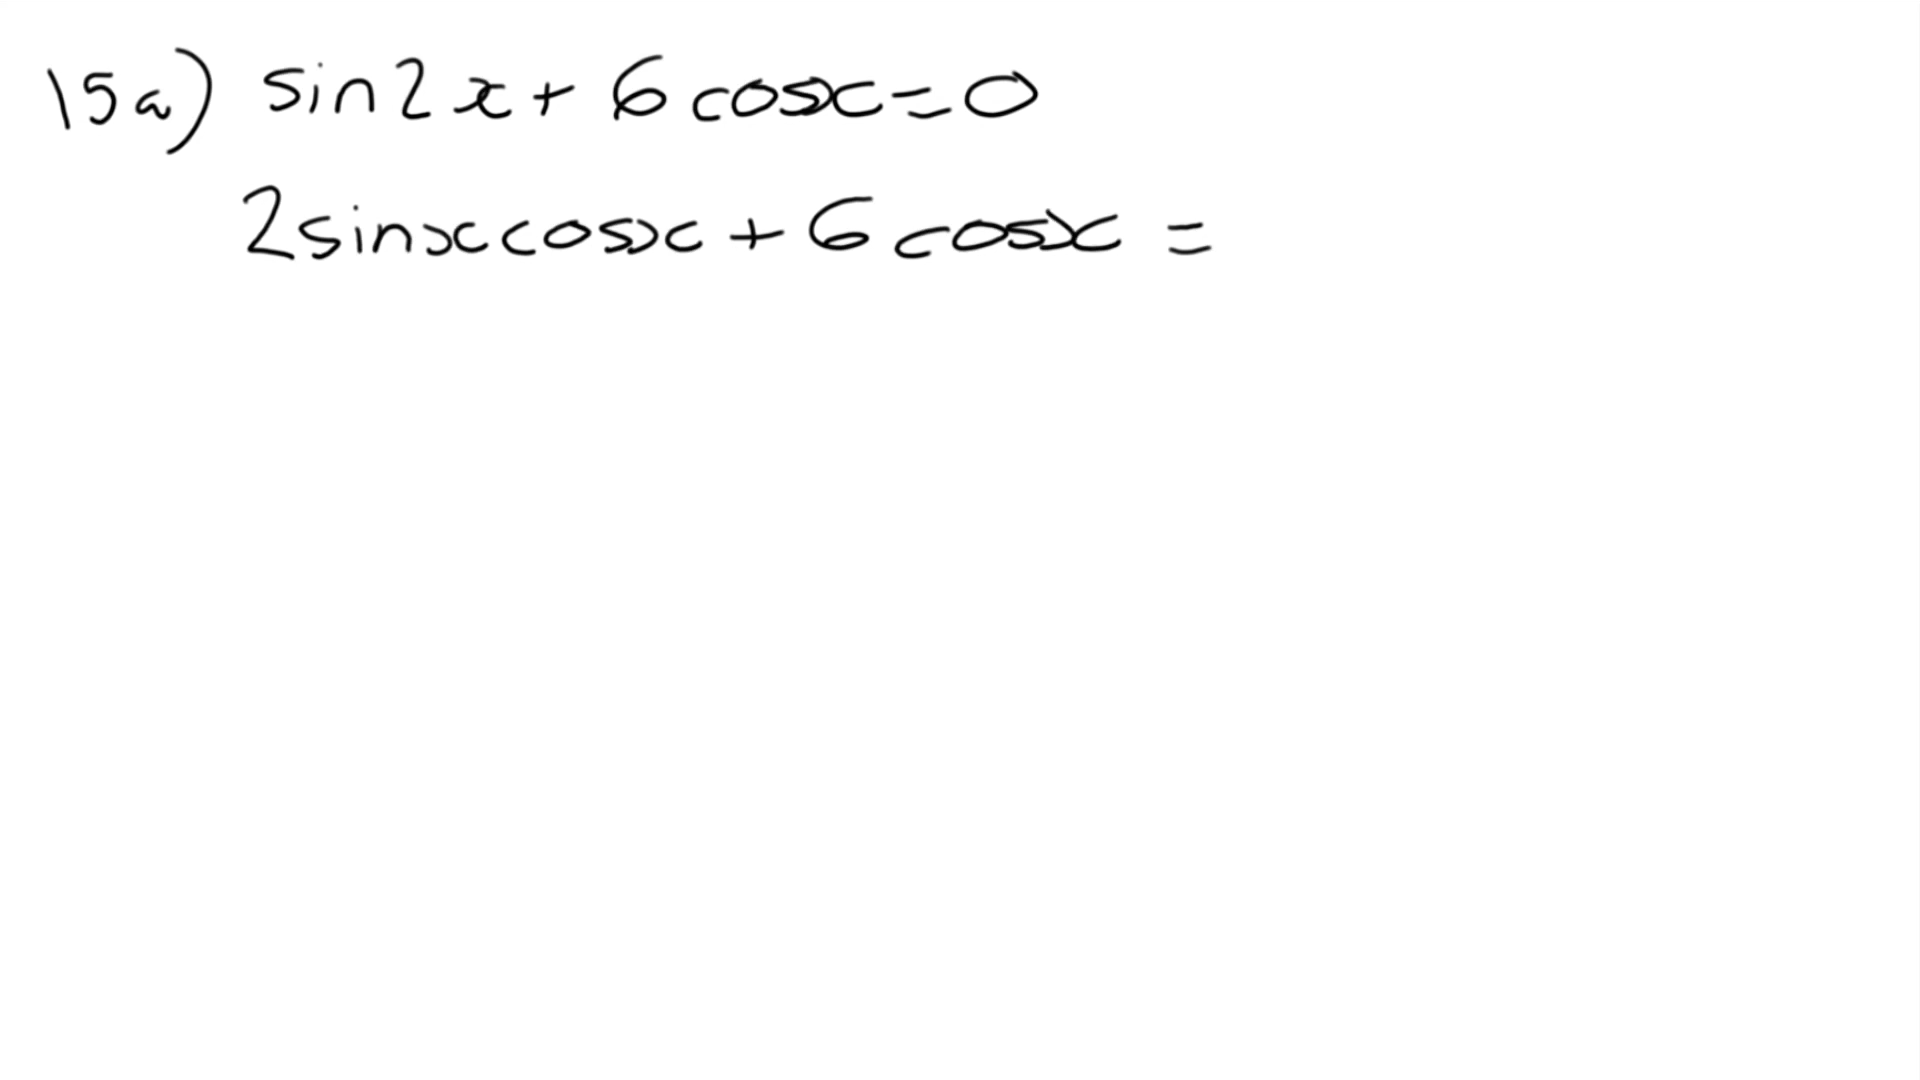 15a) sin2x + 6cosx = 0
2sinxcosx + 6cosx =